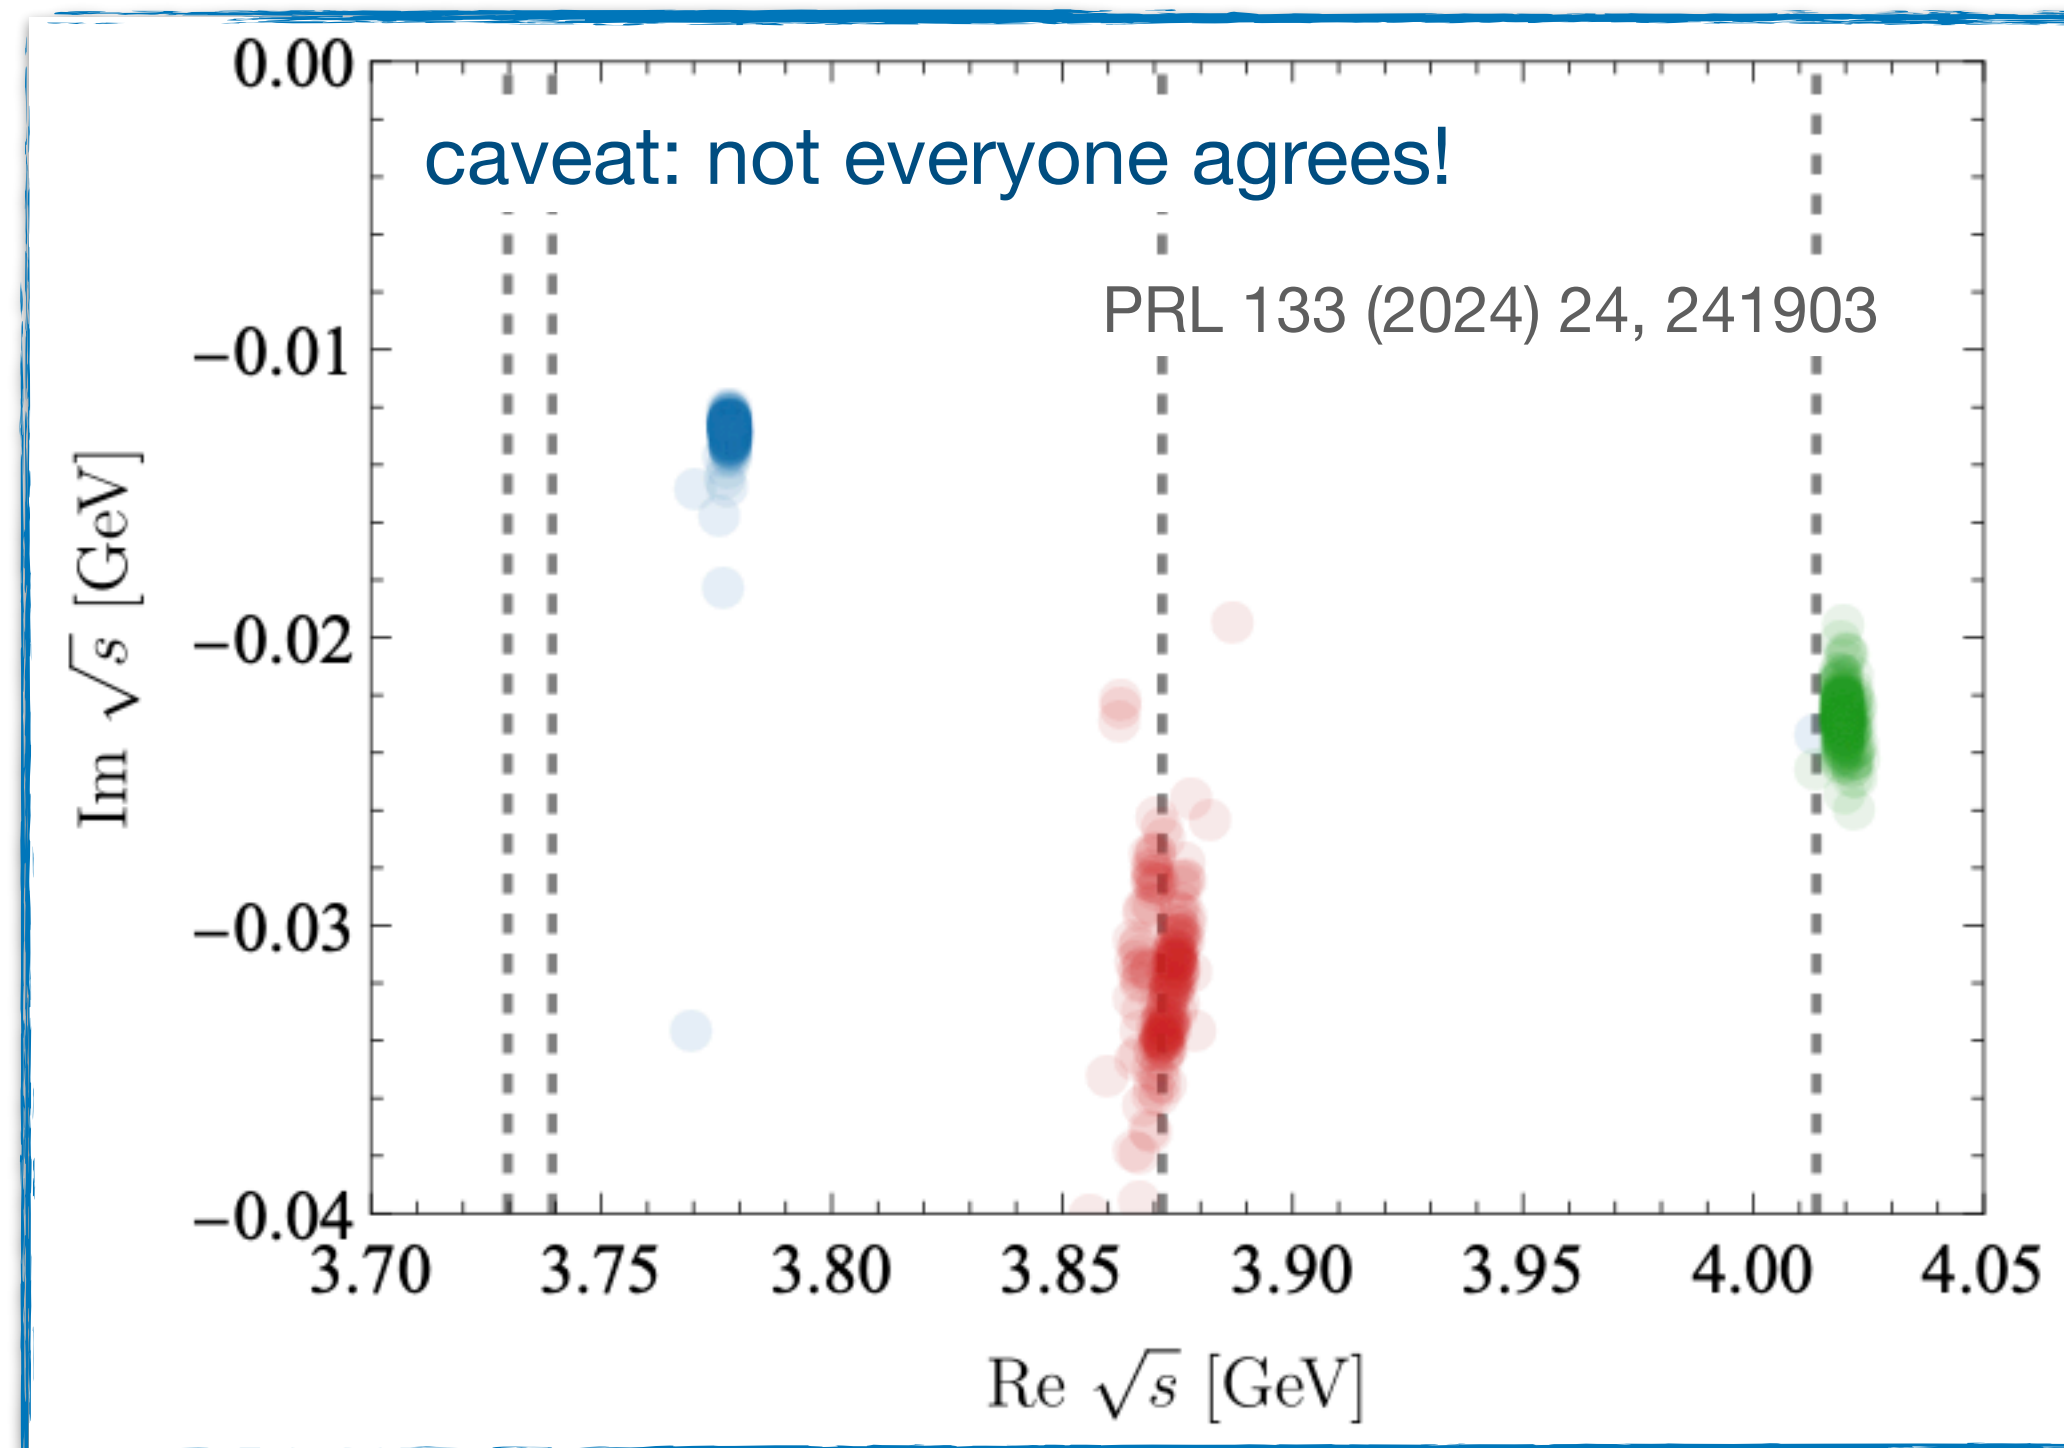 0.00
caveat: not everyone agrees!
PRL 133 (2024) 24, 241903
−0.01
−0.02
−0.03
−0.04
Im √s [GeV]
3.70 3.75 3.80 3.85 3.90 3.95 4.00 4.05
Re √s [GeV]